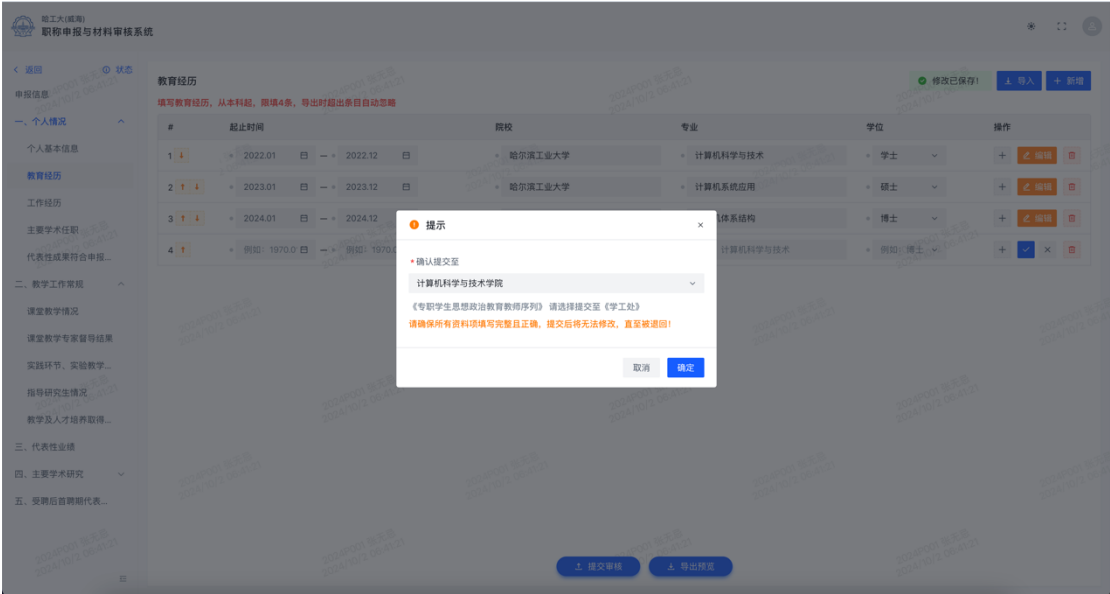 哈工大(威海)
职称申报与材料审核系统
返回 状态
申报信息
一、个人情况
个人基本信息
教育经历
工作经历
主要学术任职
代表性成果符合申报...
二、教学工作常规
课堂教学情况
课堂教学专家督导结果
实践环节、实验教学...
指导研究生情况
教学及人才培养取得...
三、代表性业绩
四、主要学术研究
五、受聘后首聘期代表...
教育经历
修改已保存!
导入
+ 新增
填写教育经历,从本科起,限填4条,导出时超出条目自动忽略
# 起止时间 院校 专业 学位 操作
1 2022.01 — 2022.12 哈尔滨工业大学 计算机科学与技术 学士 编辑
2 2023.01 — 2023.12 哈尔滨工业大学 计算机系统应用 硕士 编辑
3 2024.01 — 2024.12 机体系结构 博士 编辑
4 例如:1970.0 — 例如:1970.0 计算机科学与技术 例如:博士
提示
*确认提交至
计算机科学与技术学院
《专职学生思想政治教育教师序列》 请选择提交至《学工处》
请确保所有资料项填写完整且正确,提交后将无法修改,直至被退回!
取消 确定
提交审核 导出预览